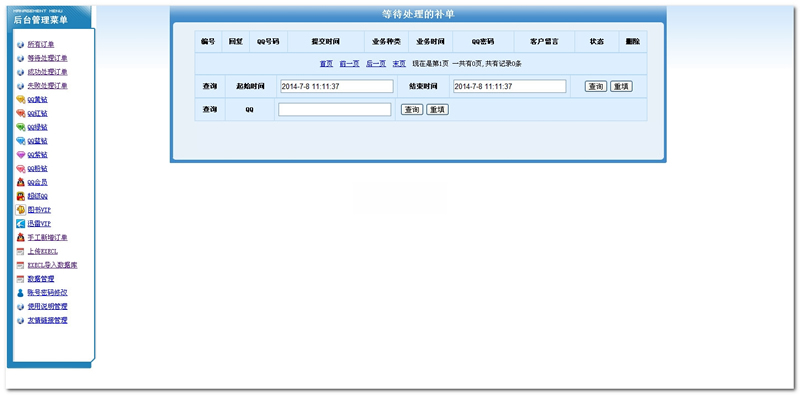 MANAGEMENT MENU
后台管理菜单
所有订单
等待处理订单
成功处理订单
失败处理订单
QQ黄钻
QQ红钻
QQ绿钻
QQ蓝钻
QQ紫钻
QQ粉钻
QQ会员
超级QQ
图书VIP
迅雷VIP
手工新增订单
上传EXECL
EXECL导入数据库
数据管理
账号密码修改
使用说明管理
友情链接管理
等待处理的补单
编号 回复 QQ号码 提交时间 业务种类 业务时间 QQ密码 客户留言 状态 删除
首页 前一页 后一页 末页 现在是第1页 一共有0页,共有记录0条
查询 起始时间 2014-7-8 11:11:37 结束时间 2014-7-8 11:11:37 查询 重填
查询 QQ 查询 重填